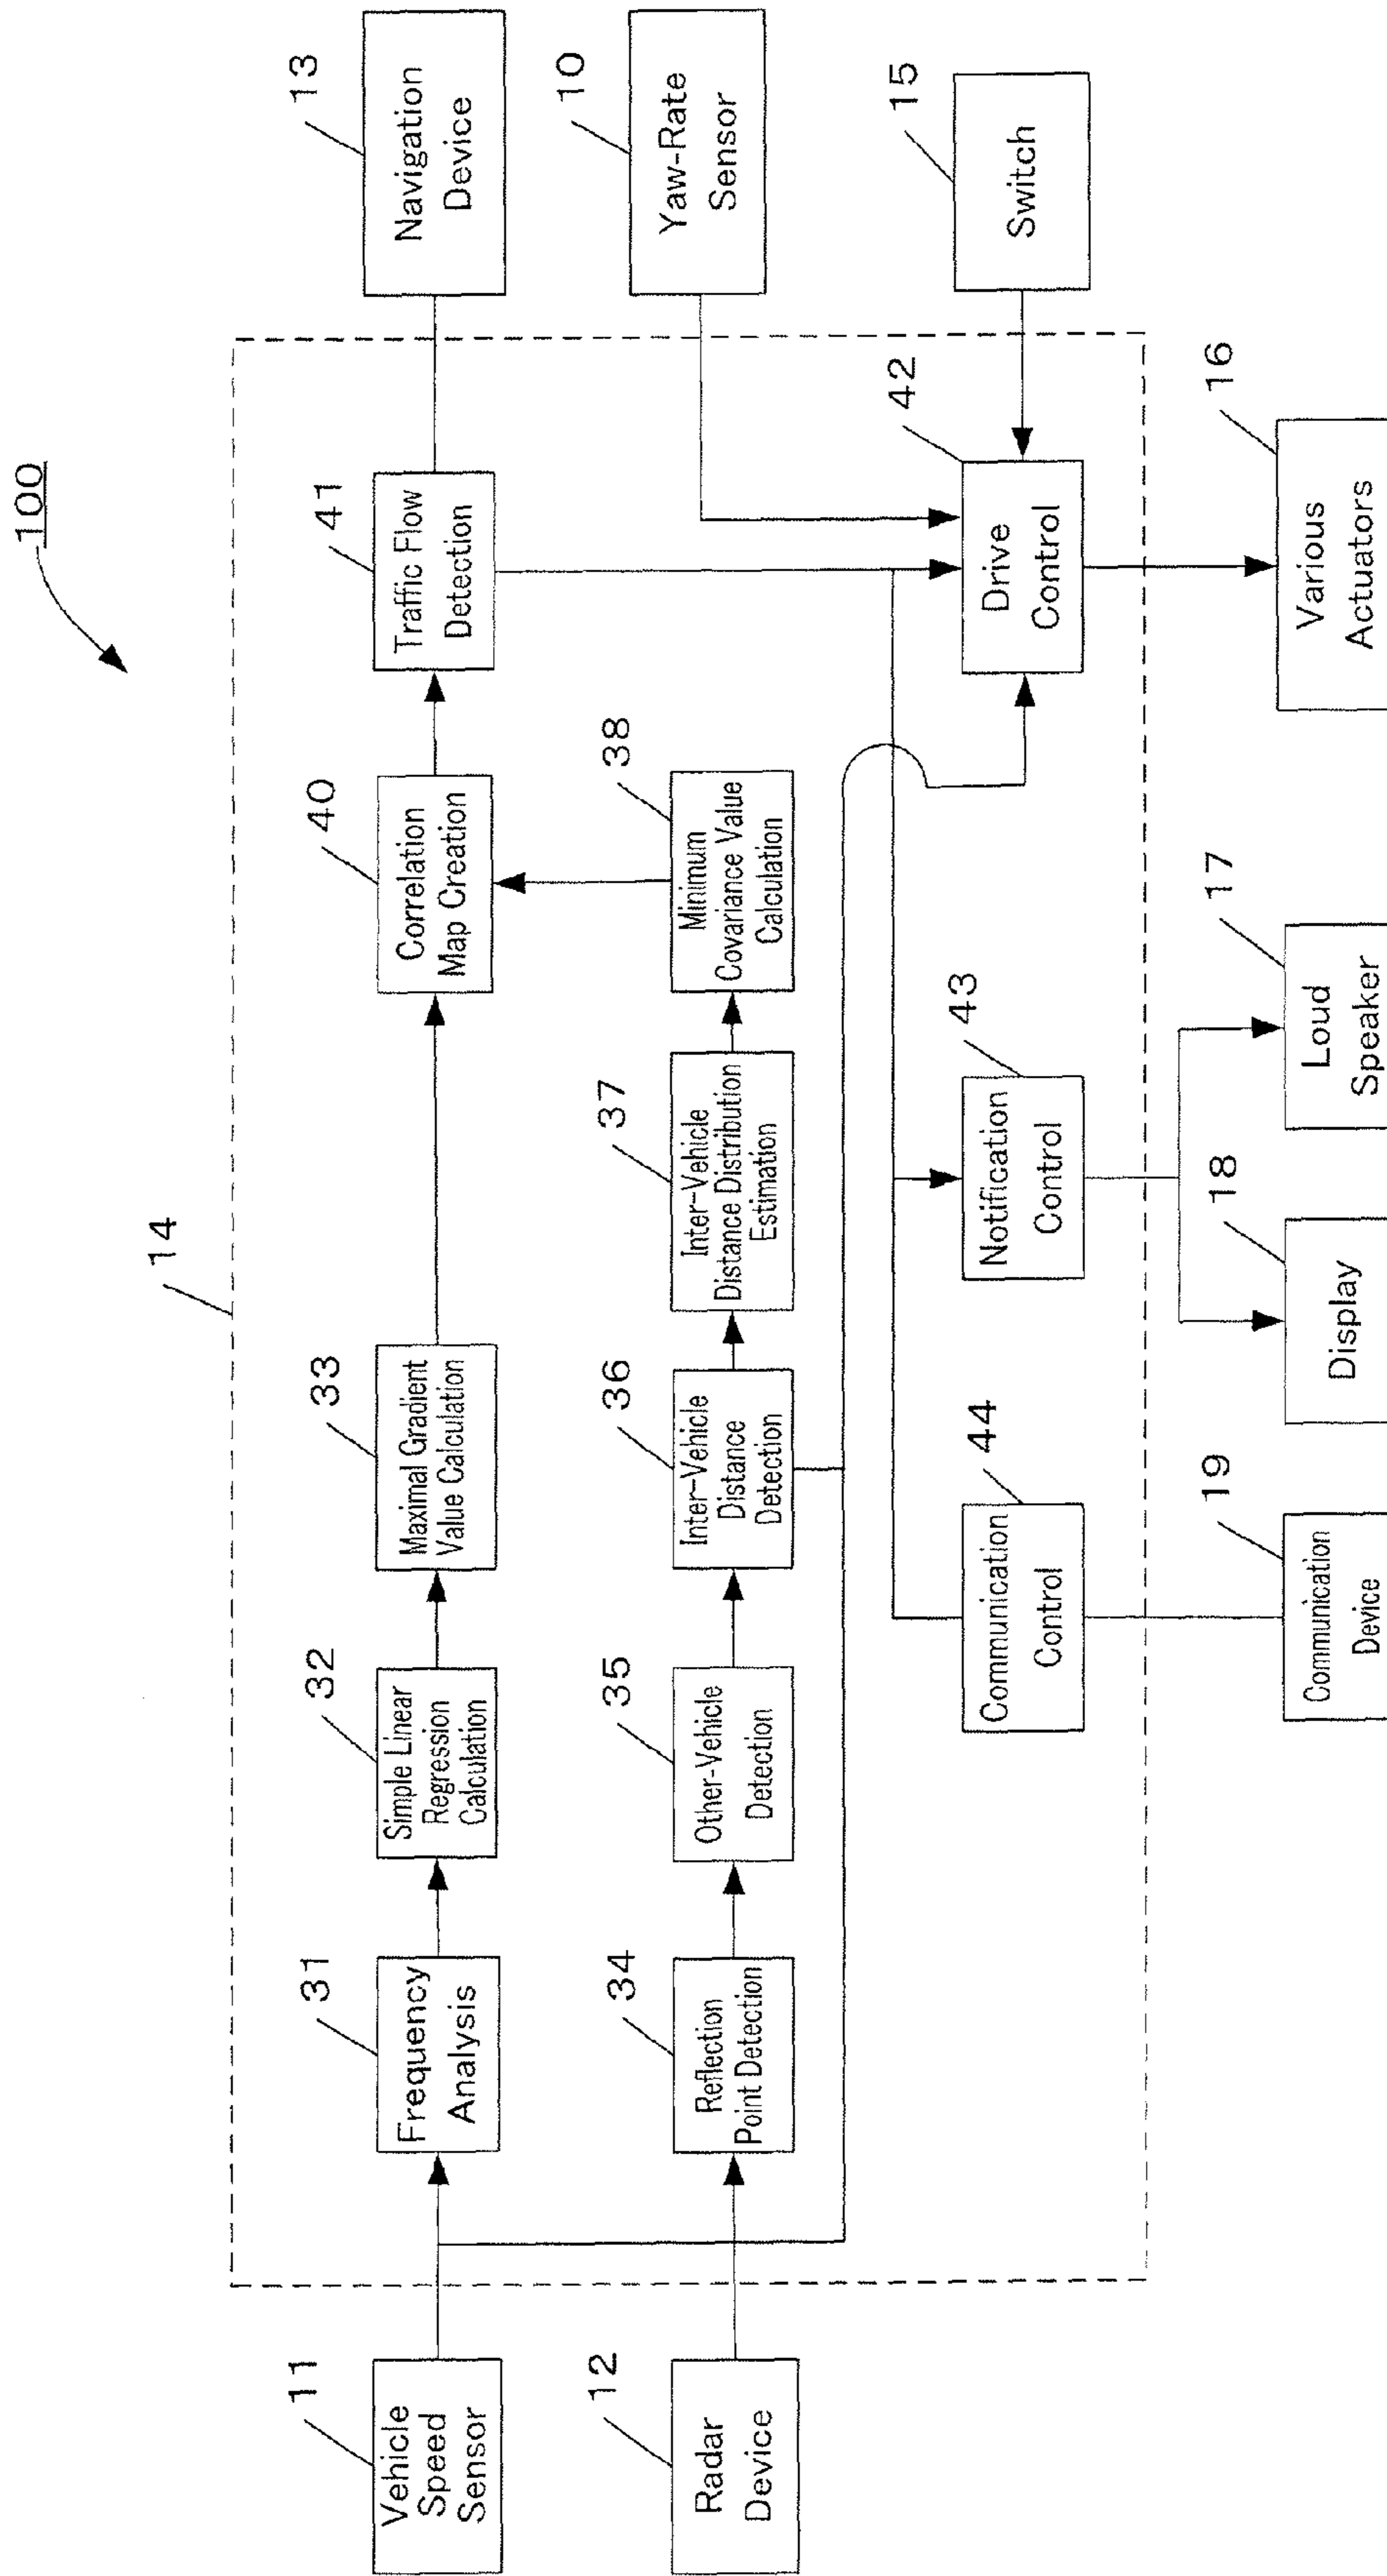 100
14
11
Vehicle
Speed
Sensor
31
Frequency
Analysis
32
Simple Linear
Regression
Calculation
33
Maximal Gradient
Value Calculation
40
Correlation
Map Creation
41
Traffic Flow
Detection
13
Navigation
Device
12
Radar
Device
34
Reflection
Point Detection
35
Other-Vehicle
Detection
36
Inter-Vehicle
Distance
Detection
37
Inter-Vehicle
Distance Distribution
Estimation
38
Minimum
Covariance Value
Calculation
10
Yaw-Rate
Sensor
44
Communication
Control
43
Notification
Control
42
Drive
Control
15
Switch
19
Communication
Device
18
Display
17
Loud
Speaker
16
Various
Actuators